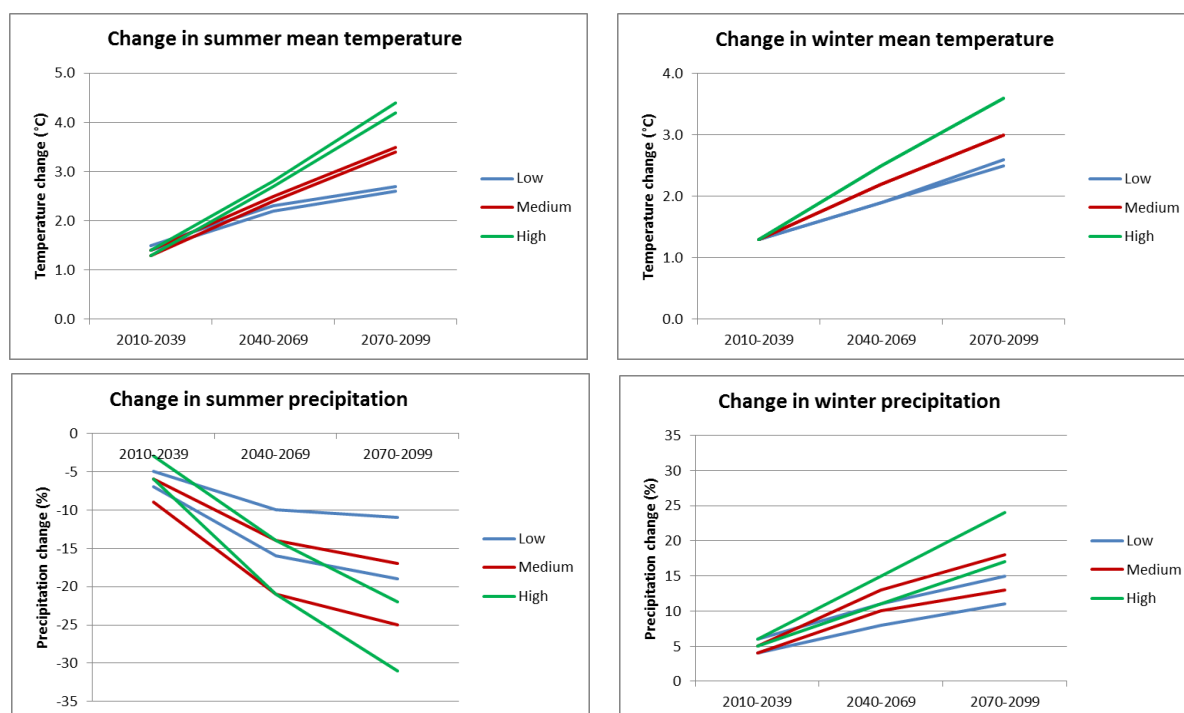 Change in summer mean temperature
Temperature change (°C)
5.0
4.0
3.0
2.0
1.0
0.0
2010-2039 2040-2069 2070-2099
Low
Medium
High
Change in winter mean temperature
Temperature change (°C)
4.0
3.0
2.0
1.0
0.0
2010-2039 2040-2069 2070-2099
Low
Medium
High
Change in summer precipitation
Precipitation change (%)
0
-5
-10
-15
-20
-25
-30
-35
2010-2039 2040-2069 2070-2099
Low
Medium
High
Change in winter precipitation
Precipitation change (%)
35
30
25
20
15
10
5
0
2010-2039 2040-2069 2070-2099
Low
Medium
High